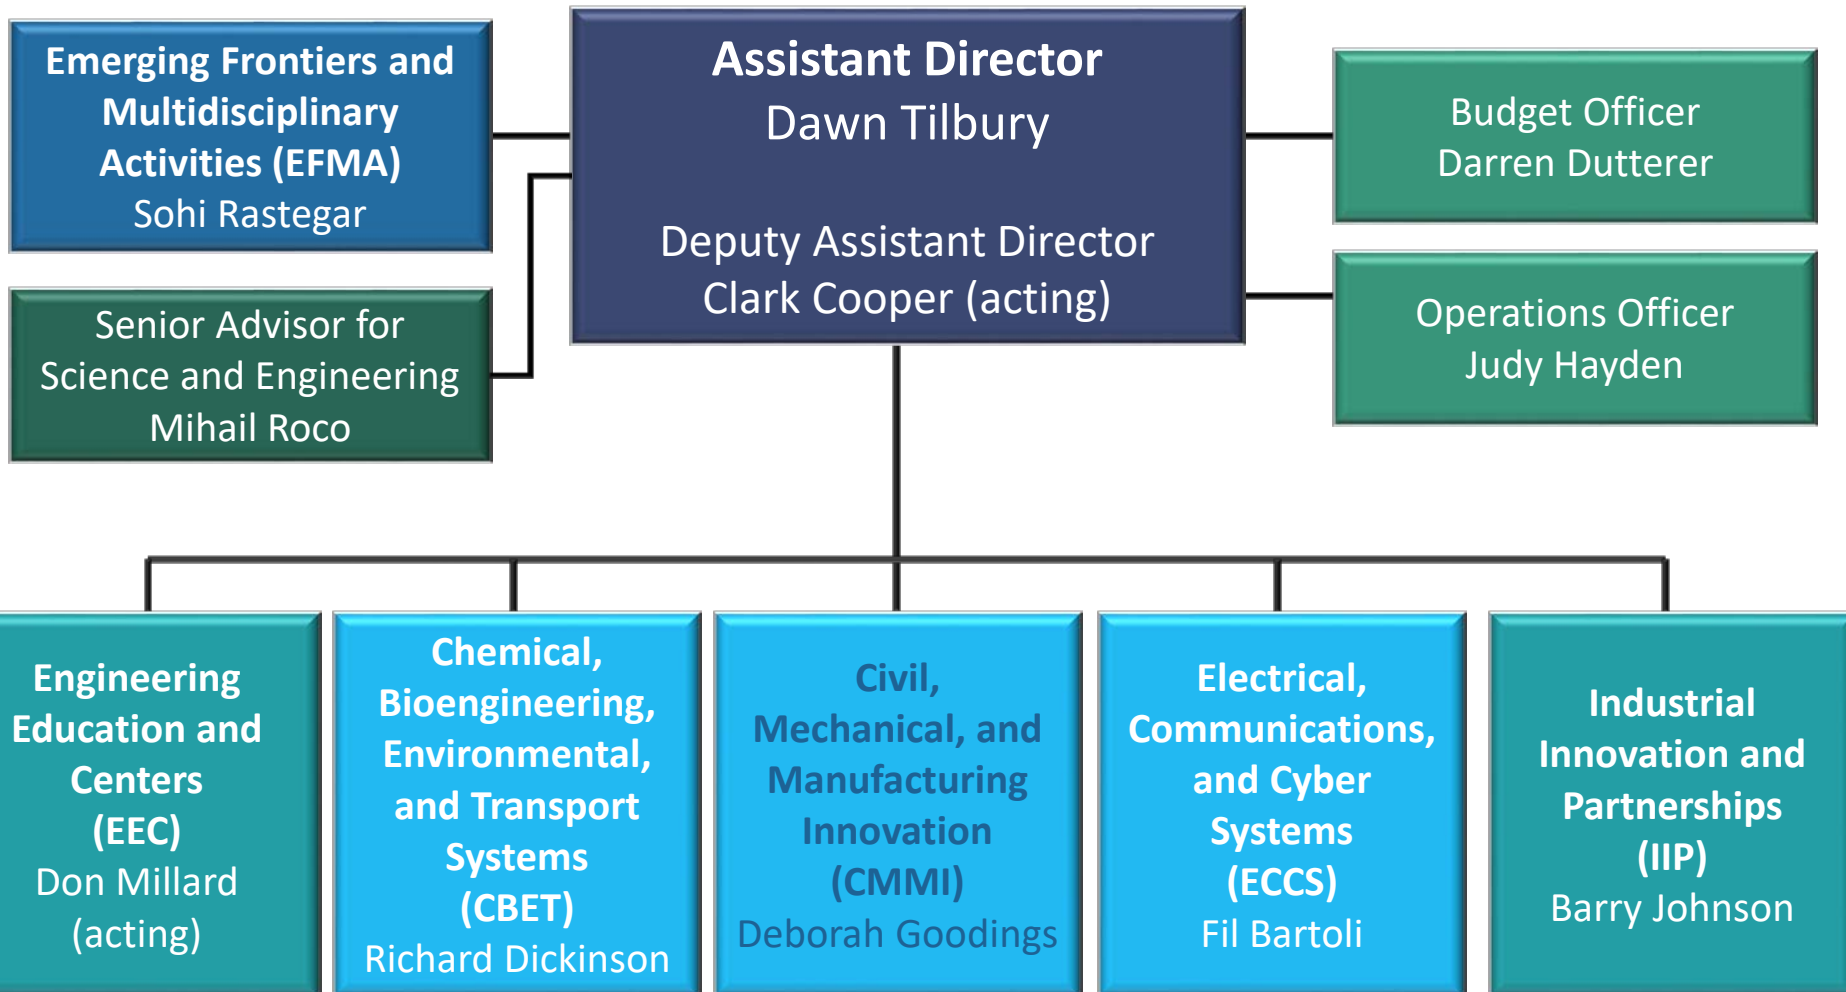 Emerging Frontiers and
Multidisciplinary
Activities (EFMA)
Sohi Rastegar
Senior Advisor for
Science and Engineering
Mihail Roco
Assistant Director
Dawn Tilbury
Deputy Assistant Director
Clark Cooper (acting)
Budget Officer
Darren Dutterer
Operations Officer
Judy Hayden
Engineering
Education and
Centers
(EEC)
Don Millard
(acting)
Chemical,
Bioengineering,
Environmental,
and Transport
Systems
(CBET)
Richard Dickinson
Civil,
Mechanical, and
Manufacturing
Innovation
(CMMI)
Deborah Goodings
Electrical,
Communications,
and Cyber
Systems
(ECCS)
Fil Bartoli
Industrial
Innovation and
Partnerships
(IIP)
Barry Johnson